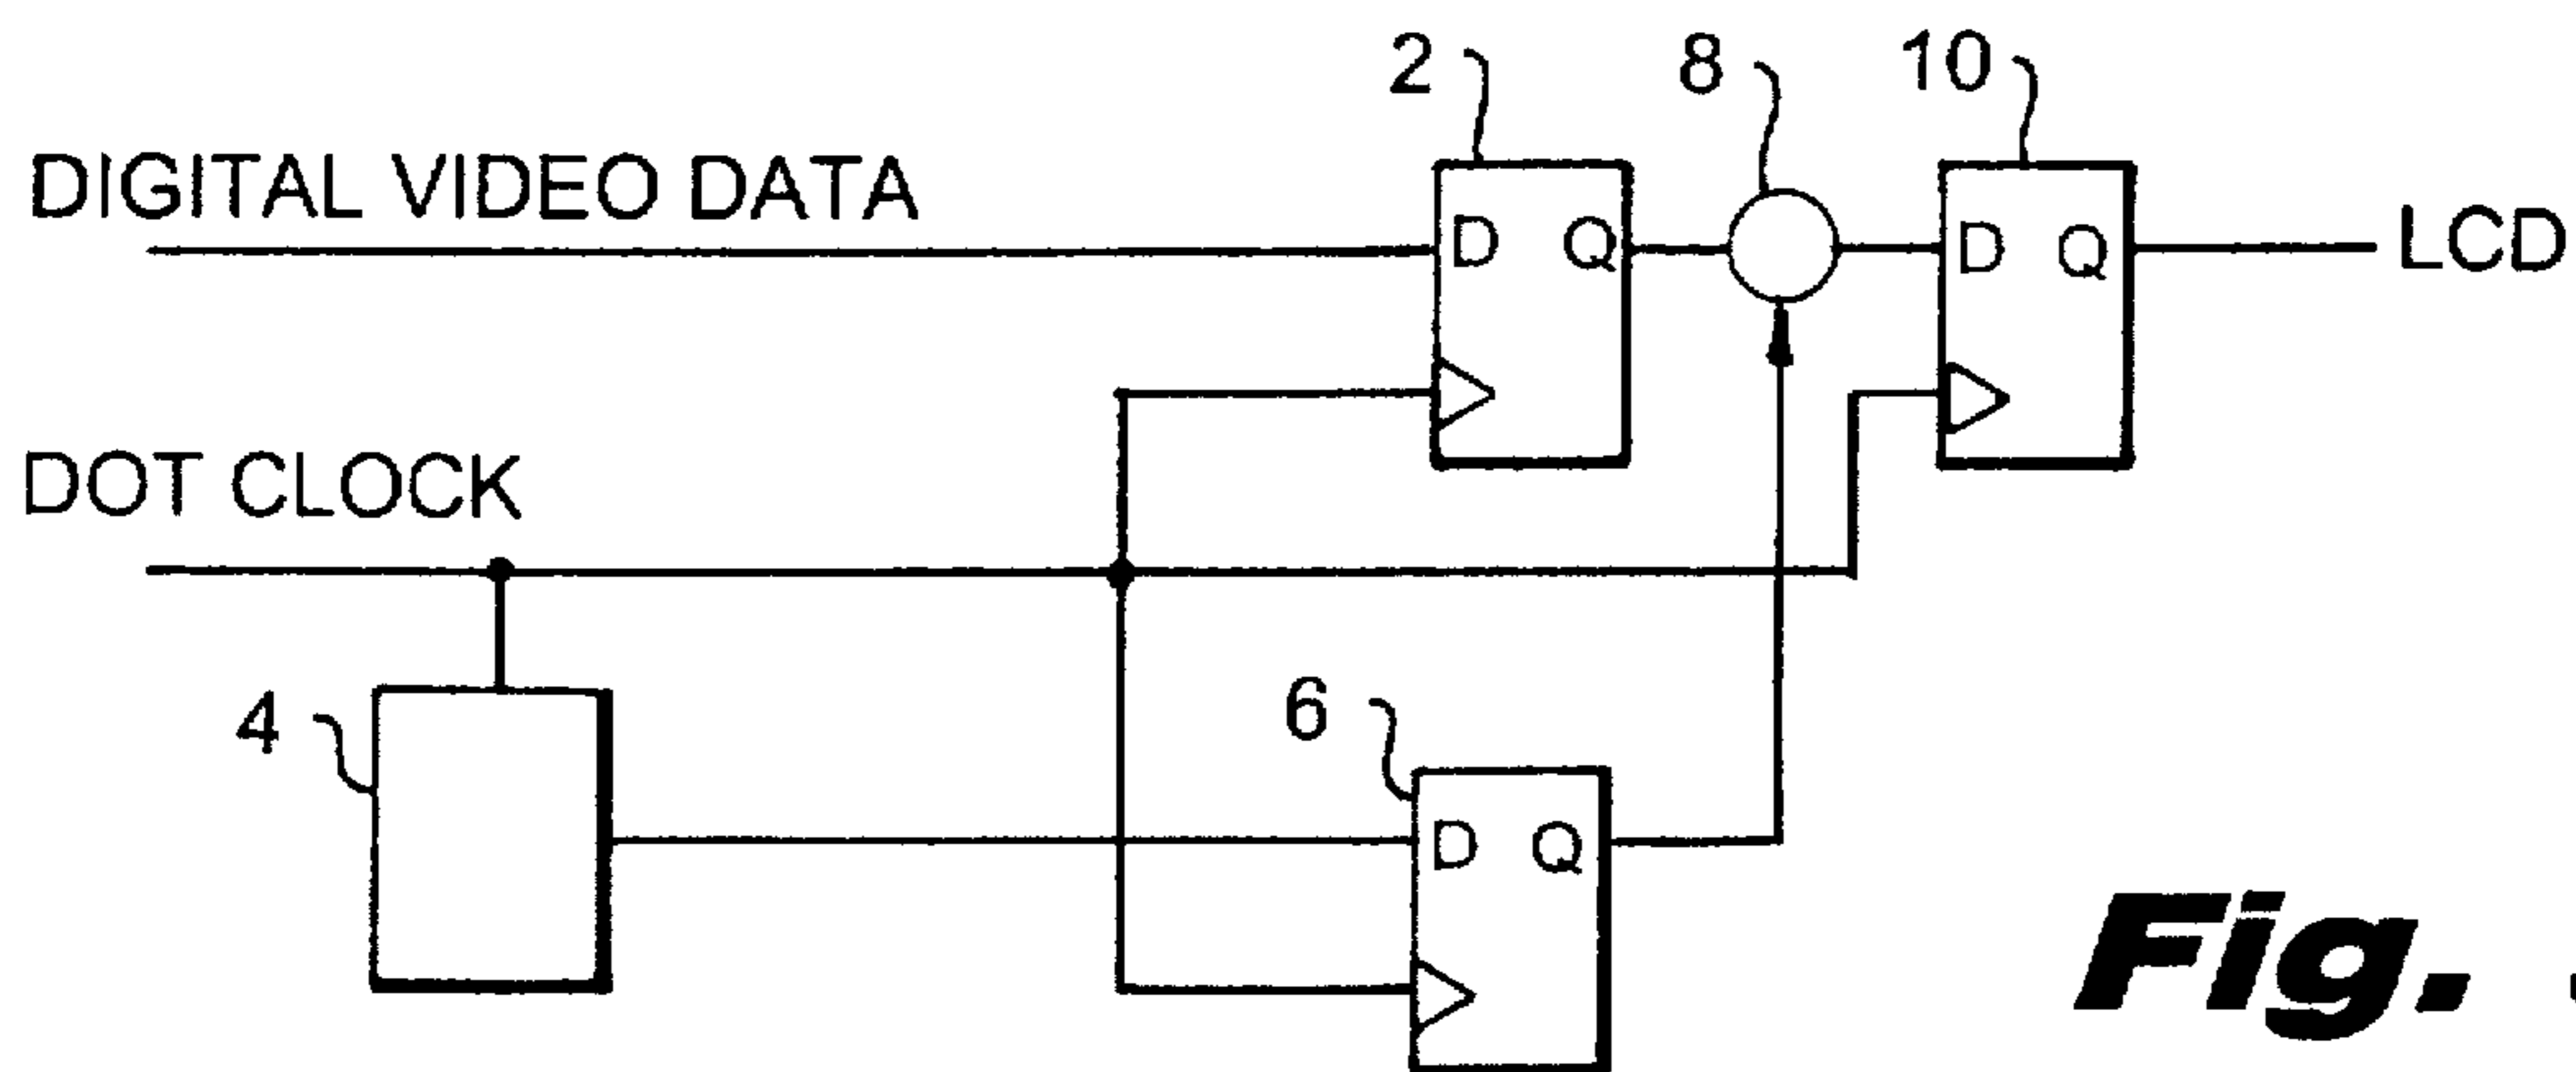 2 8 10
DIGITAL VIDEO DATA
D Q D Q LCD
DOT CLOCK
4 6
D Q
Fig.